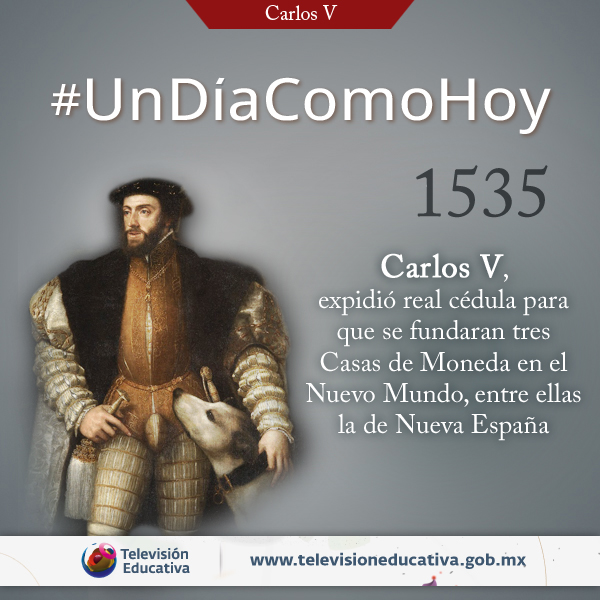 Carlos V
#UnDíaComoHoy
1535
Carlos V,
expidió real cédula para
que se fundaran tres
Casas de Moneda en el
Nuevo Mundo, entre ellas
la de Nueva España
Televisión
Educativa
www.televisioneducativa.gob.mx